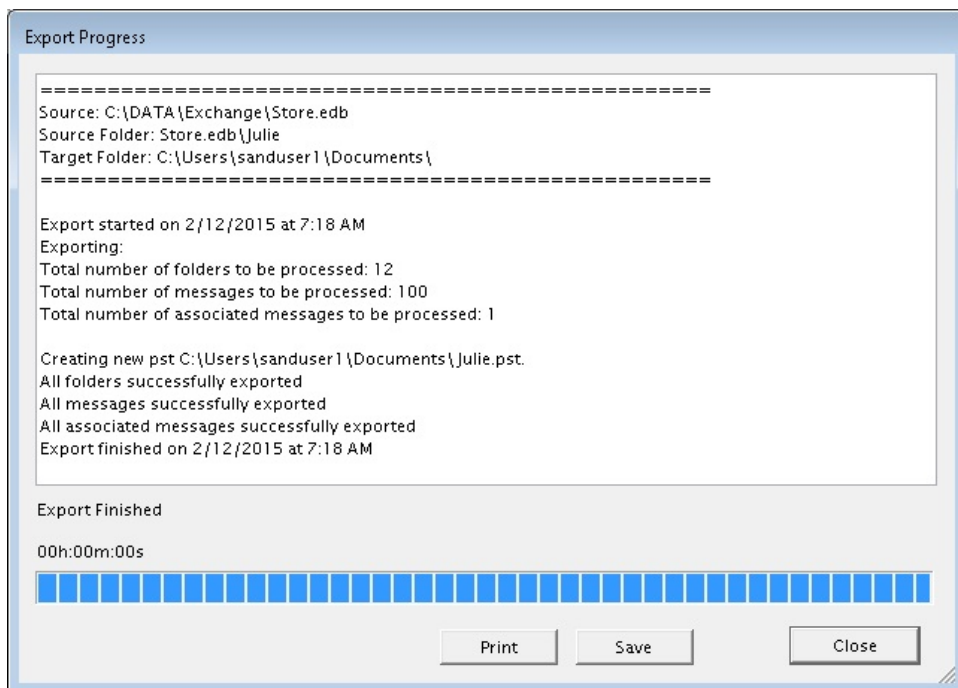 Export Progress
==================================================
Source: C:\DATA\Exchange\Store.edb
Source Folder: Store.edb\Julie
Target Folder: C:\Users\sanduser1\Documents\
==================================================
Export started on 2/12/2015 at 7:18 AM
Exporting:
Total number of folders to be processed: 12
Total number of messages to be processed: 100
Total number of associated messages to be processed: 1
Creating new pst C:\Users\sanduser1\Documents\Julie.pst.
All folders successfully exported
All messages successfully exported
All associated messages successfully exported
Export finished on 2/12/2015 at 7:18 AM
Export Finished
00h:00m:00s
Print Save Close